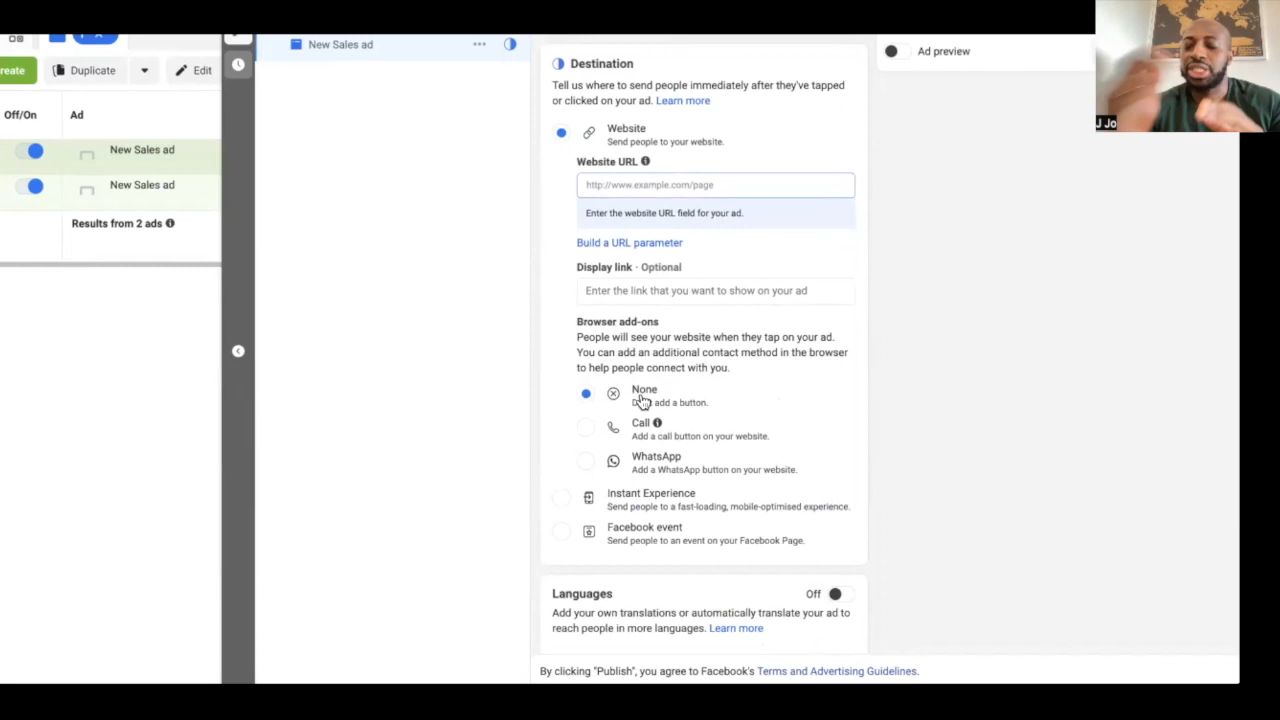 New Sales ad
reate
Duplicate
Edit
Off/On
Ad
New Sales ad
New Sales ad
Results from 2 ads
Destination
Tell us where to send people immediately after they've tapped
or clicked on your ad. Learn more
Website
Send people to your website.
Website URL
http://www.example.com/page
Enter the website URL field for your ad.
Build a URL parameter
Display link · Optional
Enter the link that you want to show on your ad
Browser add-ons
People will see your website when they tap on your ad.
You can add an additional contact method in the browser
to help people connect with you.
None
add a button.
Call
Add a call button on your website.
WhatsApp
Add a WhatsApp button on your website.
Instant Experience
Send people to a fast-loading, mobile-optimised experience.
Facebook event
Send people to an event on your Facebook Page.
Languages
Off
Add your own translations or automatically translate your ad to
reach people in more languages. Learn more
By clicking "Publish", you agree to Facebook's Terms and Advertising Guidelines.
Ad preview
J Jo